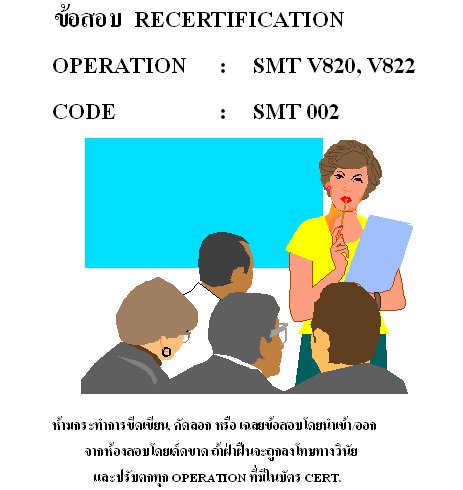 ข้อสอบ RECERTIFICATION
OPERATION : SMT V820, V822
CODE : SMT 002
ห้ามกระทำการขีดเขียน, คัดลอก หรือ เฉลยข้อสอบโดยนำเข้า/ออก
จากห้องสอบโดยเด็ดขาด ถ้าฝ่าฝืนจะถูกลงโทษทางวินัย
และปรับตกทุก OPERATION ที่มีในบัตร CERT.